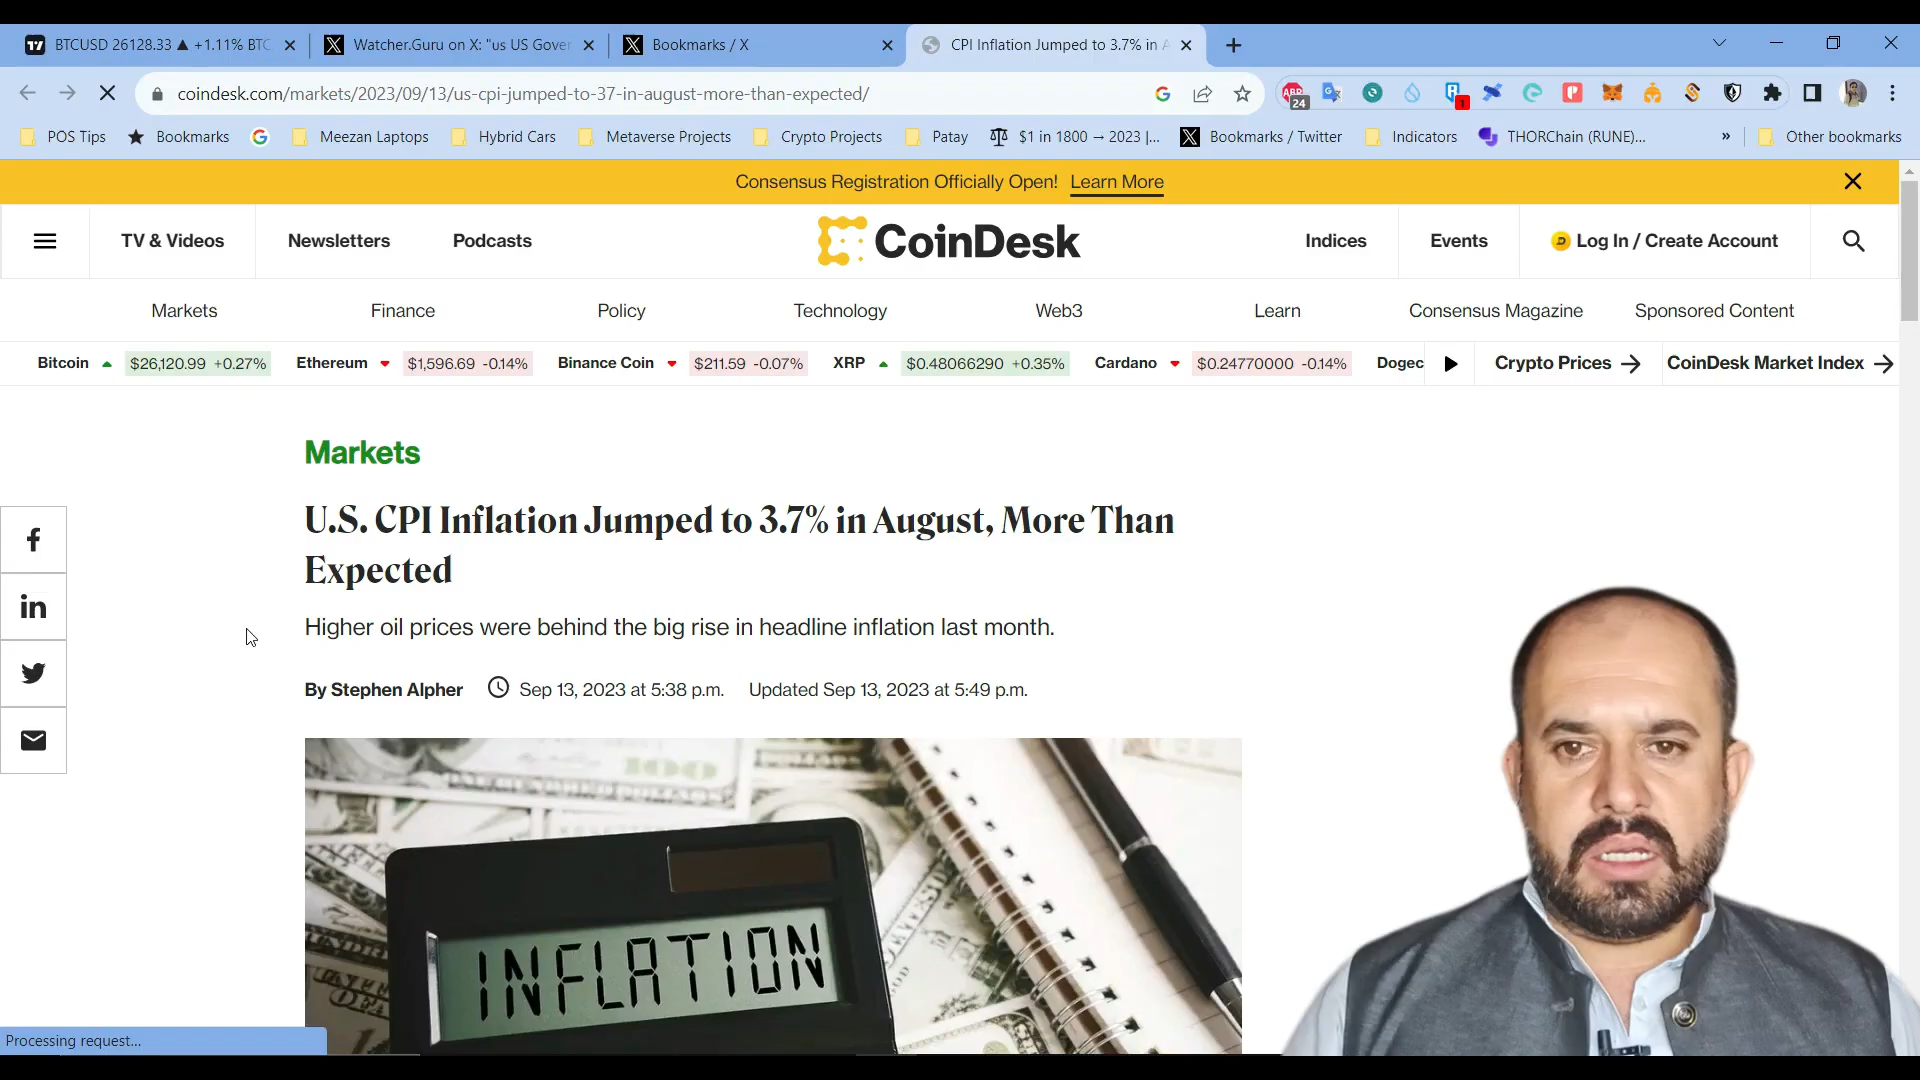 BTCUSD 26128.33 ▲ +1.11% BTC
Watcher.Guru on X: "us US Gover
Bookmarks / X
CPI Inflation Jumped to 3.7% in A
coindesk.com/markets/2023/09/13/us-cpi-jumped-to-37-in-august-more-than-expected/
ABP
24
1
POS Tips
Bookmarks
Meezan Laptops
Hybrid Cars
Metaverse Projects
Crypto Projects
Patay
$1 in 1800 → 2023 |...
Bookmarks / Twitter
Indicators
THORChain (RUNE)...
»
Other bookmarks
Consensus Registration Officially Open! Learn More
TV & Videos
Newsletters
Podcasts
CoinDesk
Indices
Events
Log In / Create Account
Markets
Finance
Policy
Technology
Web3
Learn
Consensus Magazine
Sponsored Content
Bitcoin ▲ $26,120.99 +0.27%
Ethereum ▼ $1,596.69 -0.14%
Binance Coin ▼ $211.59 -0.07%
XRP ▲ $0.48066290 +0.35%
Cardano ▼ $0.24770000 -0.14%
Dogec
Crypto Prices →
CoinDesk Market Index →
Markets
U.S. CPI Inflation Jumped to 3.7% in August, More Than
Expected
Higher oil prices were behind the big rise in headline inflation last month.
By Stephen Alpher
Sep 13, 2023 at 5:38 p.m.
Updated Sep 13, 2023 at 5:49 p.m.
100
INFLATION
Processing request...